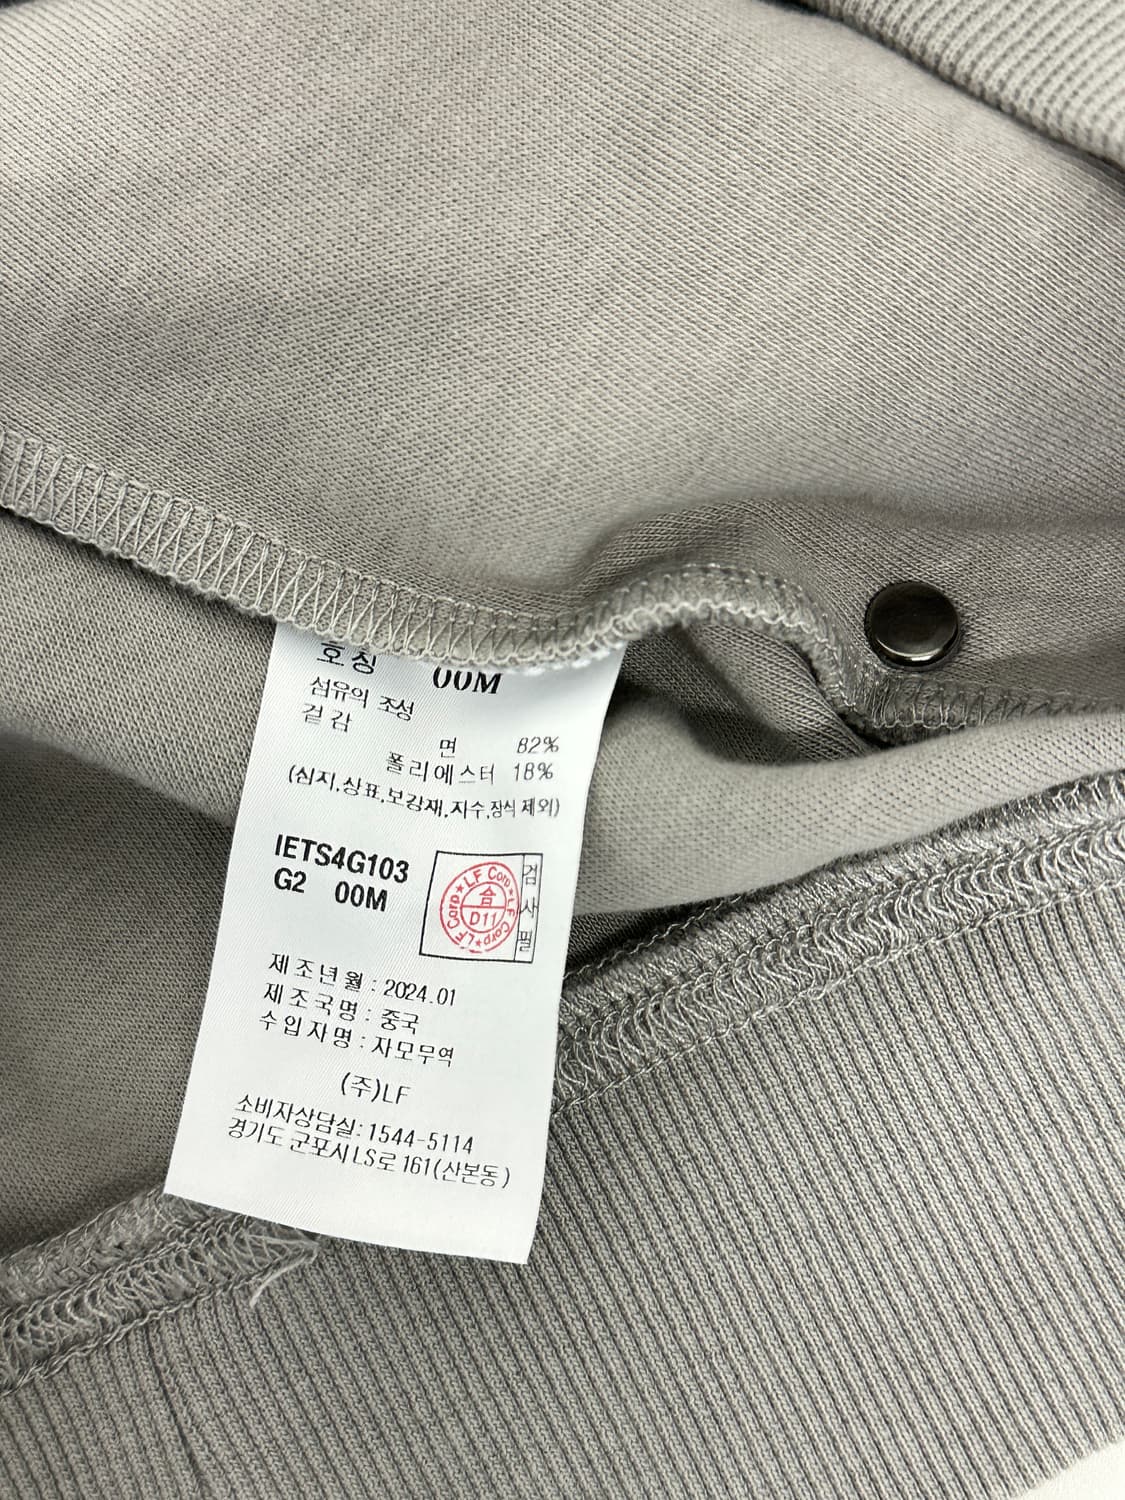 호칭 00M
섬유의 조성
겉감
면 82%
폴리에스터 18%
(심지,상표,보강재,자수,장식 제외)
IETS4G103
G2 00M
LF Corp★LF Corp★LF Corp★
合
D11
검사필
제조년월 : 2024.01
제조국명 : 중국
수입자명 : 자모무역
(주)LF
소비자상담실:1544-5114
경기도 군포시 LS로 161(산본동)